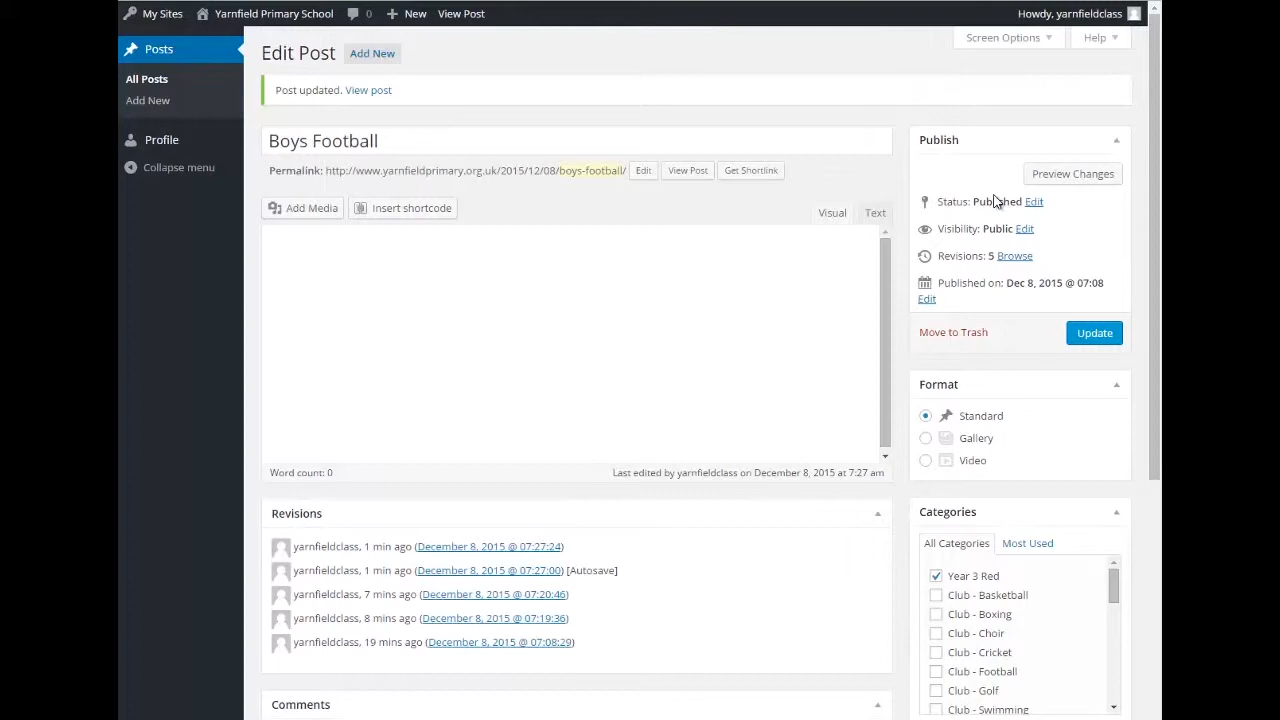 My Sites Yarnfield Primary School 0 New View Post Howdy, yarnfieldclass
Posts
All Posts
Add New
Profile
Collapse menu
Screen Options Help
Edit Post Add New
Post updated. View post
Boys Football
Permalink: http://www.yarnfieldprimary.org.uk/2015/12/08/boys-football/ Edit View Post Get Shortlink
Add Media Insert shortcode
Visual Text
Word count: 0 Last edited by yarnfieldclass on December 8, 2015 at 7:27 am
Revisions
yarnfieldclass, 1 min ago (December 8, 2015 @ 07:27:24)
yarnfieldclass, 1 min ago (December 8, 2015 @ 07:27:00) [Autosave]
yarnfieldclass, 7 mins ago (December 8, 2015 @ 07:20:46)
yarnfieldclass, 8 mins ago (December 8, 2015 @ 07:19:36)
yarnfieldclass, 19 mins ago (December 8, 2015 @ 07:08:29)
Comments
Publish
Preview Changes
Status: Published Edit
Visibility: Public Edit
Revisions: 5 Browse
Published on: Dec 8, 2015 @ 07:08
Edit
Move to Trash Update
Format
Standard
Gallery
Video
Categories
All Categories Most Used
Year 3 Red
Club - Basketball
Club - Boxing
Club - Choir
Club - Cricket
Club - Football
Club - Golf
Club - Swimming